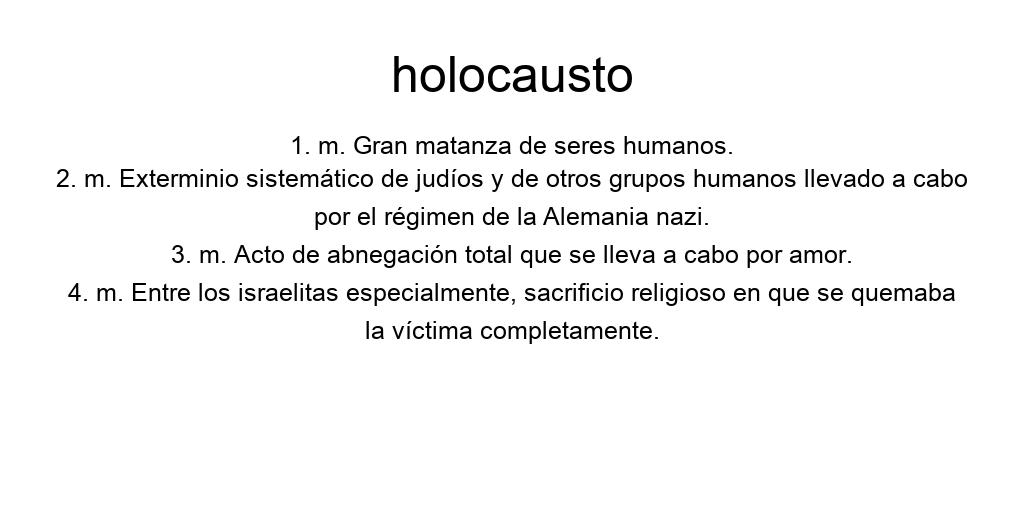 holocausto
1. m. Gran matanza de seres humanos.
2. m. Exterminio sistemático de judíos y de otros grupos humanos llevado a cabo
por el régimen de la Alemania nazi.
3. m. Acto de abnegación total que se lleva a cabo por amor.
4. m. Entre los israelitas especialmente, sacrificio religioso en que se quemaba
la víctima completamente.